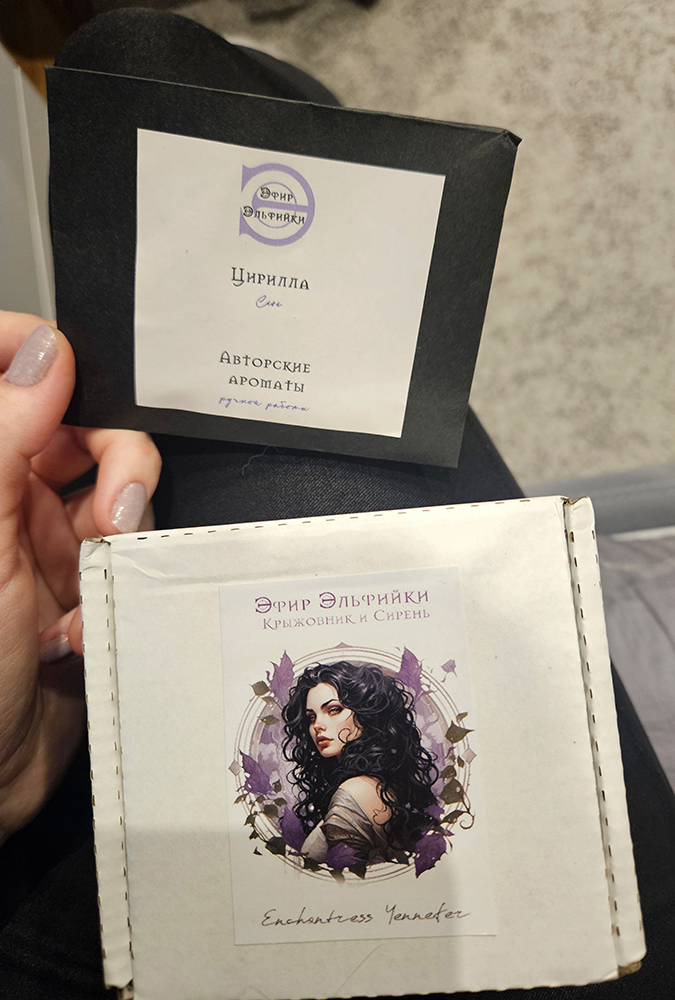 Эфир
Эльфийки
Цирилла
Авторские
ароматы
ручной работы
Эфир Эльфийки
Крыжовник и Сирень
Enchantress Yennefer